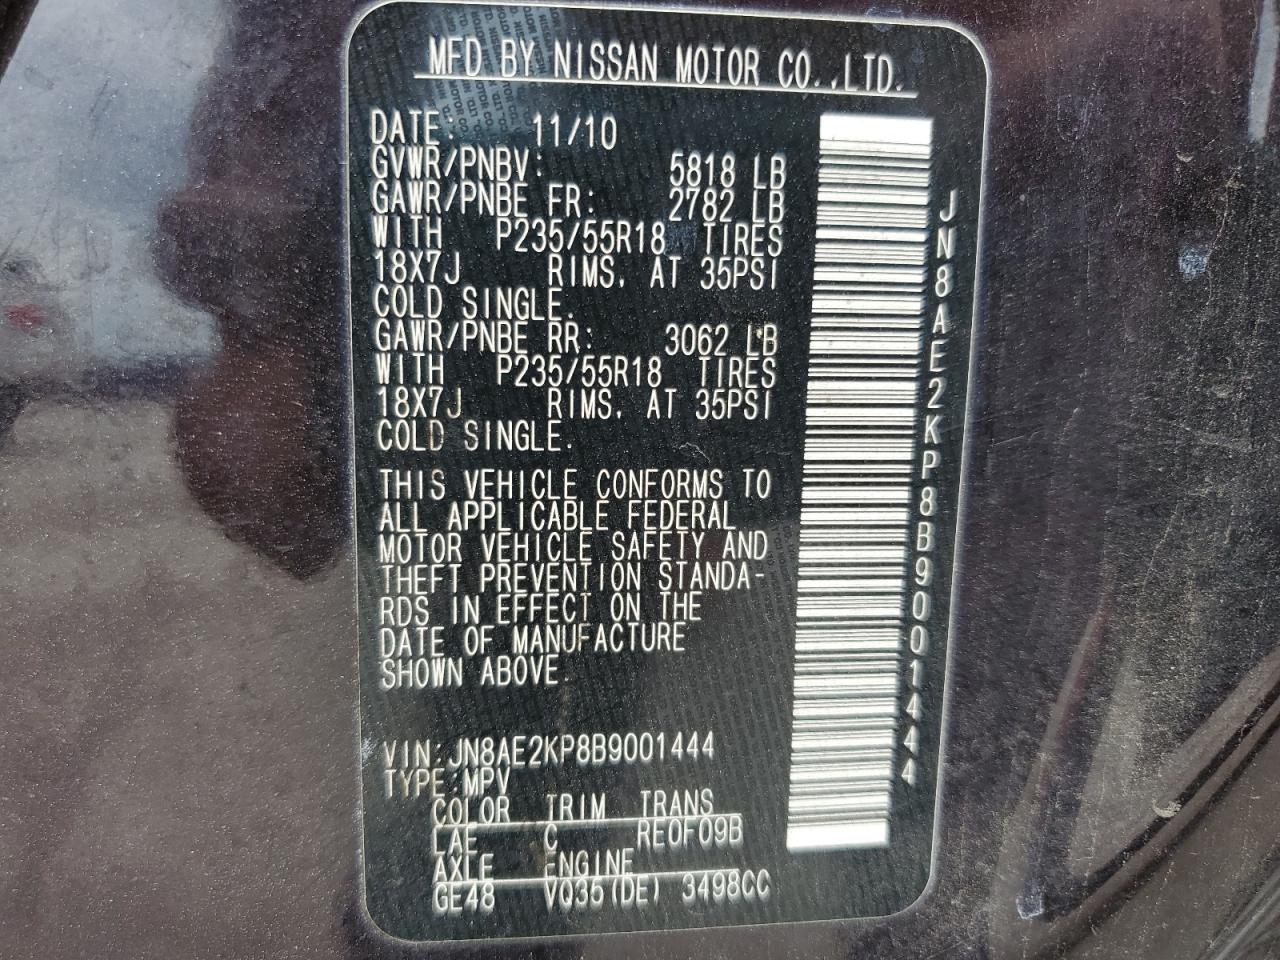 MFD BY NISSAN MOTOR CO.,LTD.
DATE: 11/10
GVWR/PNBV: 5818 LB
GAWR/PNBE FR: 2782 LB
WITH P235/55R18 TIRES
18X7J RIMS, AT 35PSI
COLD SINGLE.
GAWR/PNBE RR: 3062 LB
WITH P235/55R18 TIRES
18X7J RIMS, AT 35PSI
COLD SINGLE.
THIS VEHICLE CONFORMS TO
ALL APPLICABLE FEDERAL
MOTOR VEHICLE SAFETY AND
THEFT PREVENTION STANDA-
RDS IN EFFECT ON THE
DATE OF MANUFACTURE
SHOWN ABOVE.
VIN:JN8AE2KP8B9001444
TYPE:MPV
COLOR TRIM TRANS
LAE C RE0F09B
AXLE ENGINE
GE48 VQ35(DE) 3498CC
JN8AE2KP8B9001444